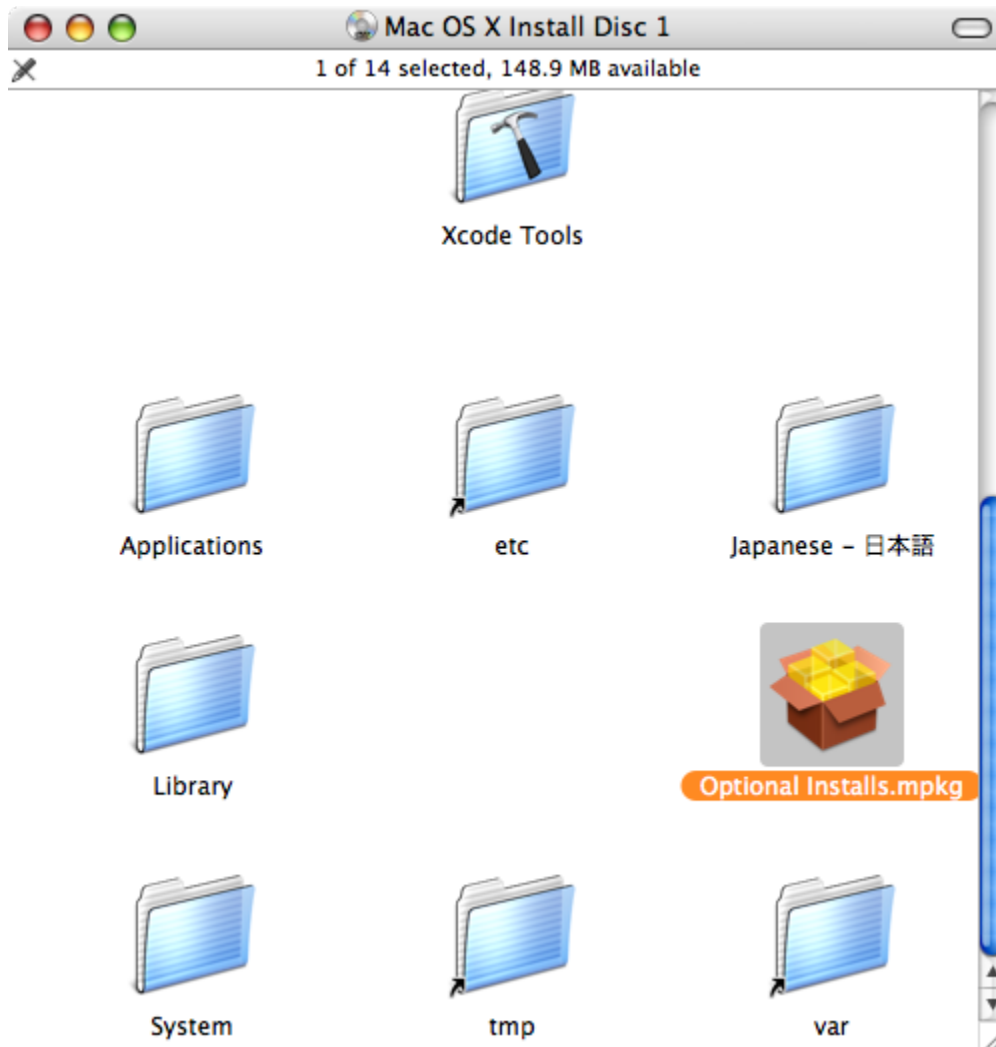 Mac OS X Install Disc 1
1 of 14 selected, 148.9 MB available
Xcode Tools
Applications
etc
Japanese – 日本語
Library
Optional Installs.mpkg
System
tmp
var